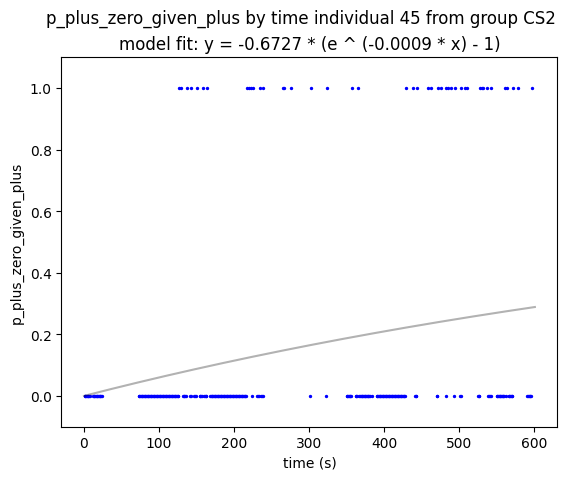 p_plus_zero_given_plus by time individual 45 from group CS2
model fit: y = -0.6727 * (e ^ (-0.0009 * x) - 1)
1.0
0.8
0.6
0.4
0.2
0.0
p_plus_zero_given_plus
0 100 200 300 400 500 600
time (s)